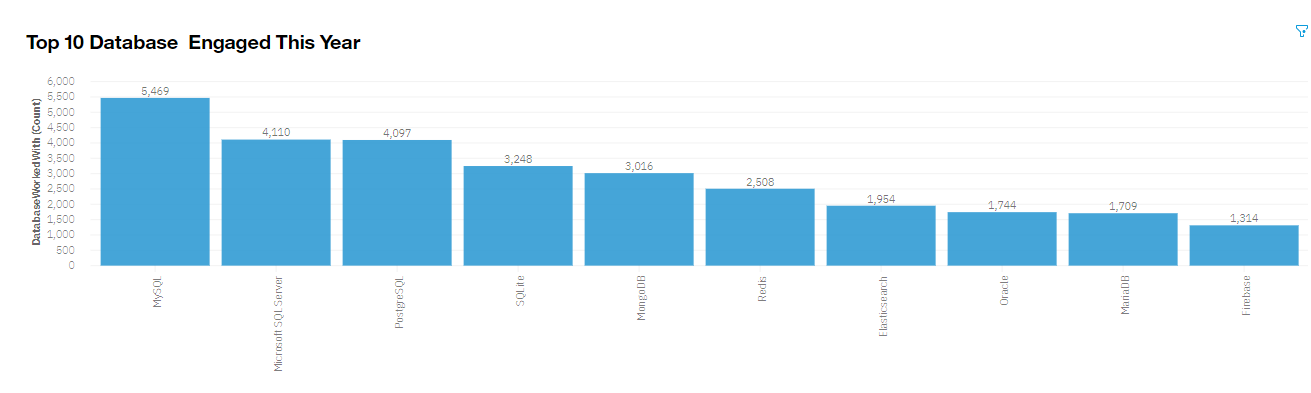 Top 10 Database  Engaged This Year
DatabaseWorkedWith (Count)
6,000
5,500
5,000
4,500
4,000
3,500
3,000
2,500
2,000
1,500
1,000
500
0
5,469
4,110
4,097
3,248
3,016
2,508
1,954
1,744
1,709
1,314
MySQL
Microsoft SQL Server
PostgreSQL
SQLite
MongoDB
Redis
Elasticsearch
Oracle
MariaDB
Firebase